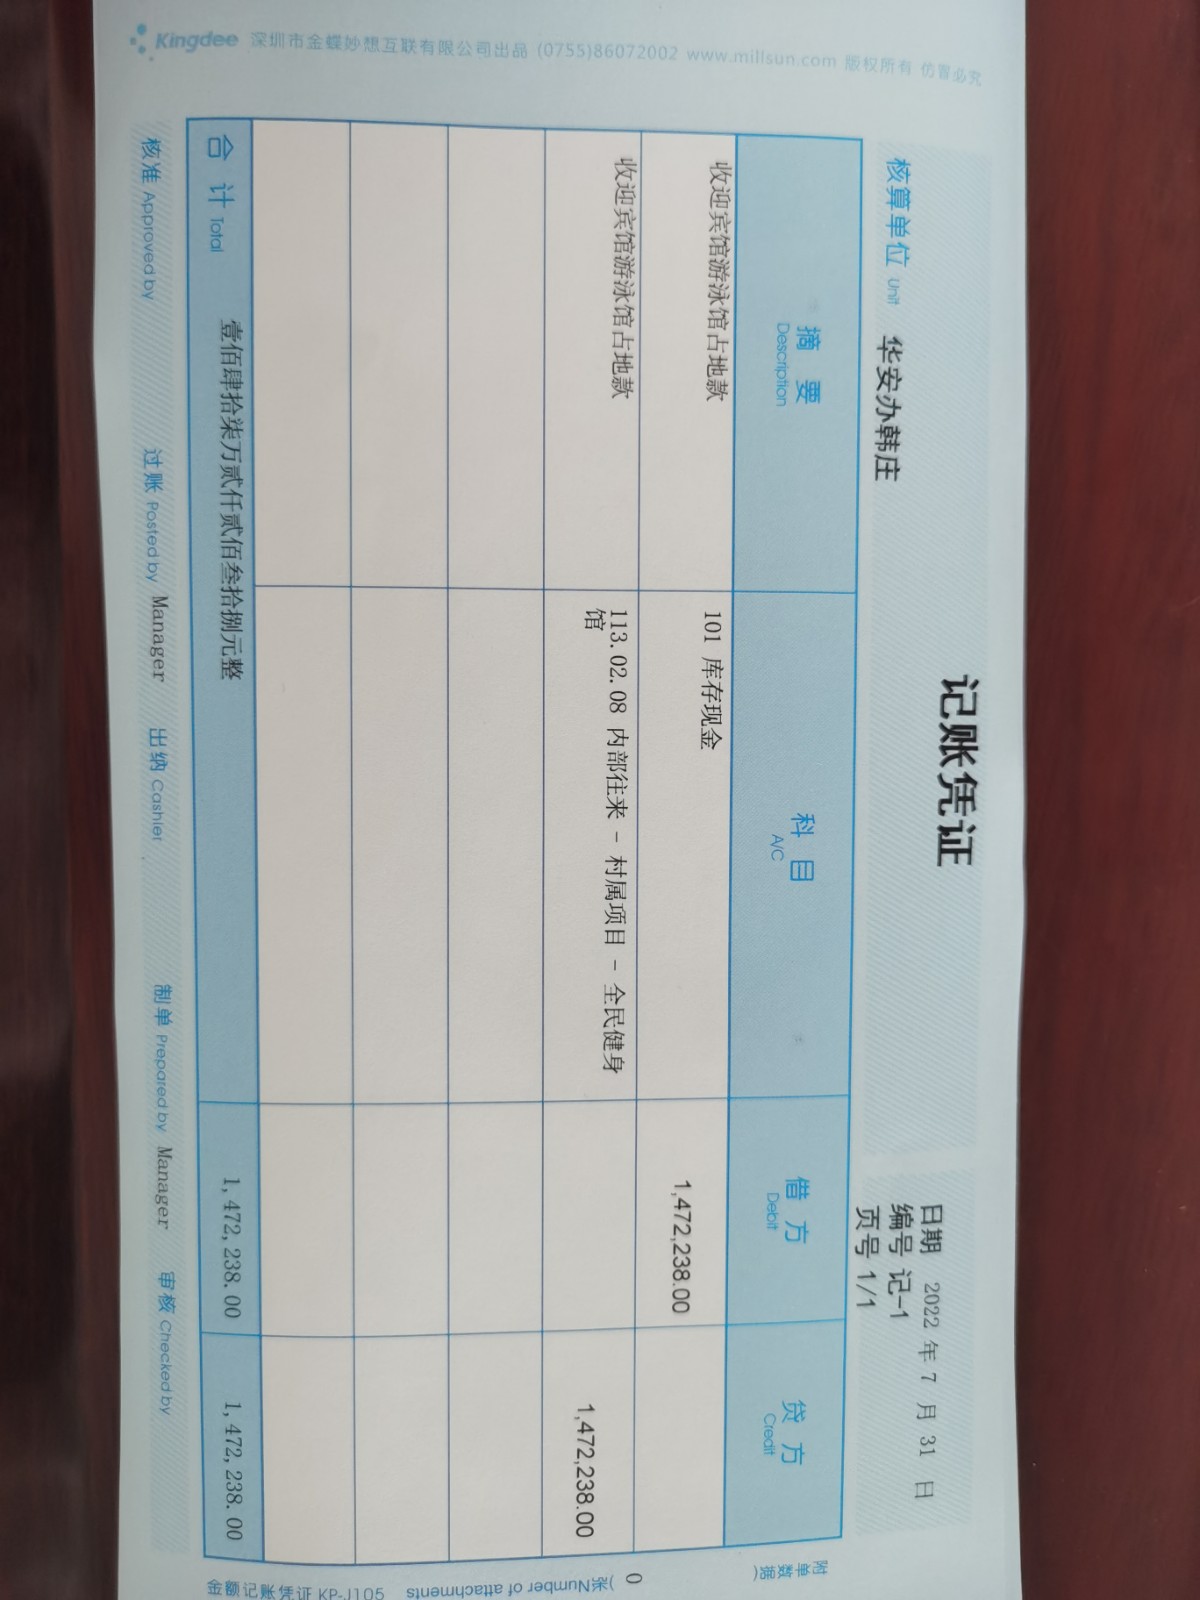 记账凭证
日期 2022 年 7 月 31 日
编号 记-1
核算单位 Unit 华安办韩庄
页号 1/1
摘 要 科 目 借 方 贷 方
Description A/C Debit Credit
收迎宾馆游泳馆占地款 101 库存现金 1,472,238.00
收迎宾馆游泳馆占地款 113.02.08 内部往来 - 村属项目 - 全民健身
馆 1,472,238.00
合 计 Total 壹佰肆拾柒万贰仟贰佰叁拾捌元整 1,472,238.00 1,472,238.00
核准 Approved by 过账 Posted by Manager 出纳 Cashier 制单 Prepared by Manager 审核 Checked by
附单数据( 0 )张Number of attachments
金额记账凭证 KP-J105
Kingdee 深圳市金蝶妙想互联有限公司出品 (0755)86072002 www.millsun.com 版权所有 仿冒必究